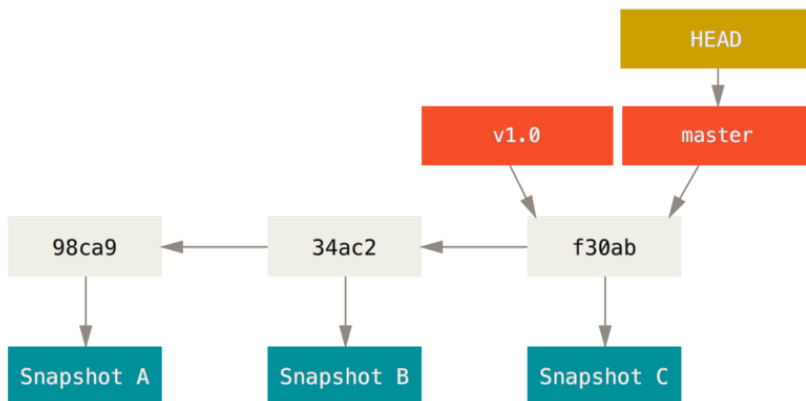 HEAD
v1.0
master
98ca9
34ac2
f30ab
Snapshot A
Snapshot B
Snapshot C